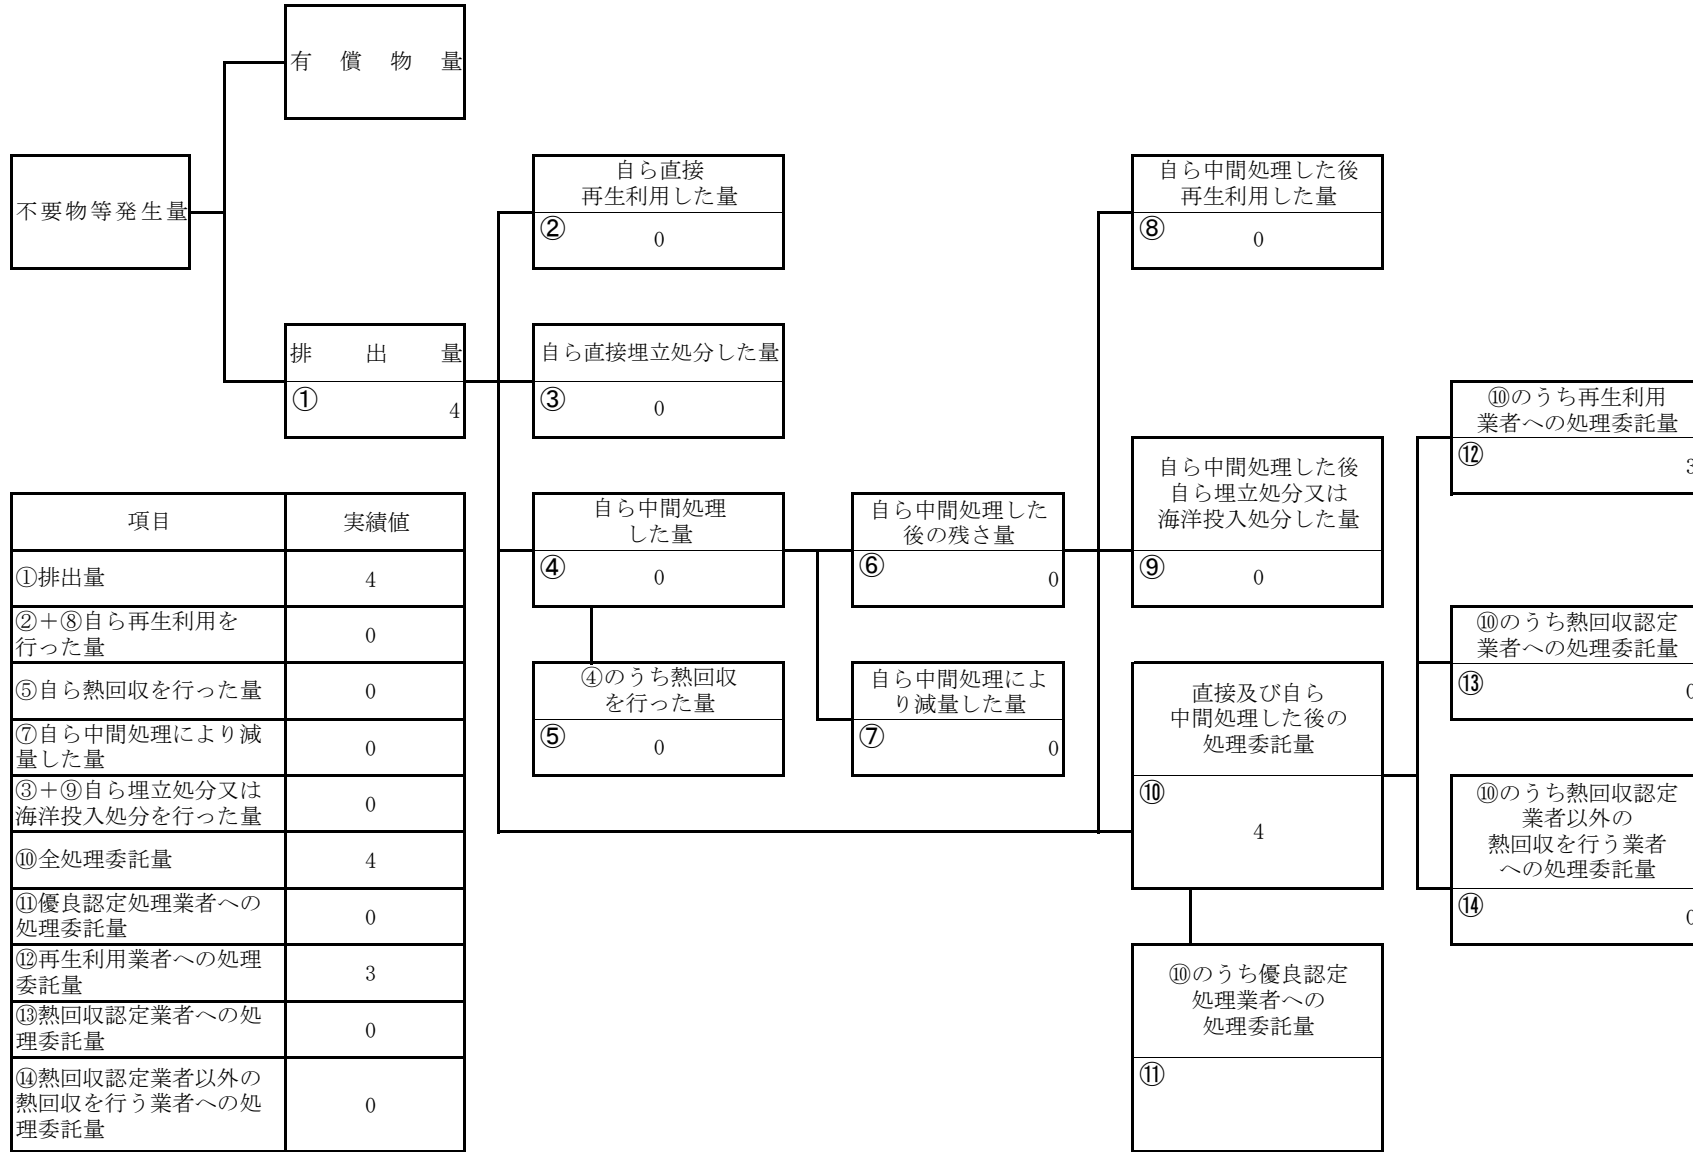 有償物量
不要物等発生量
排出量
①
4
自ら直接
再生利用した量
②
0
自ら直接埋立処分した量
③
0
自ら中間処理
した量
④
0
④のうち熱回収
を行った量
⑤
0
自ら中間処理した
後の残さ量
⑥
0
自ら中間処理によ
り減量した量
⑦
0
自ら中間処理した後
再生利用した量
⑧
0
自ら中間処理した後
自ら埋立処分又は
海洋投入処分した量
⑨
0
直接及び自ら
中間処理した後の
処理委託量
⑩
4
⑩のうち優良認定
処理業者への
処理委託量
⑪
⑩のうち再生利用
業者への処理委託量
⑫
3
⑩のうち熱回収認定
業者への処理委託量
⑬
0
⑩のうち熱回収認定
業者以外の
熱回収を行う業者
への処理委託量
⑭
0
項目 実績値
①排出量 4
②+⑧自ら再生利用を
行った量 0
⑤自ら熱回収を行った量 0
⑦自ら中間処理により減
量した量 0
③+⑨自ら埋立処分又は
海洋投入処分を行った量 0
⑩全処理委託量 4
⑪優良認定処理業者への
処理委託量 0
⑫再生利用業者への処理
委託量 3
⑬熱回収認定業者への処
理委託量 0
⑭熱回収認定業者以外の
熱回収を行う業者への処
理委託量 0